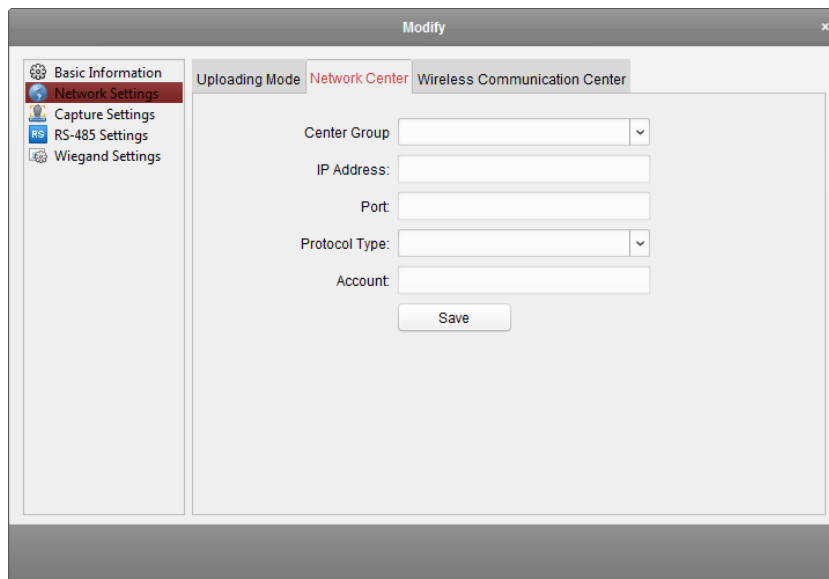 Modify
×
Basic Information
Network Settings
Capture Settings
RS RS-485 Settings
Wiegand Settings
Uploading Mode Network Center Wireless Communication Center
Center Group
IP Address:
Port:
Protocol Type:
Account:
Save